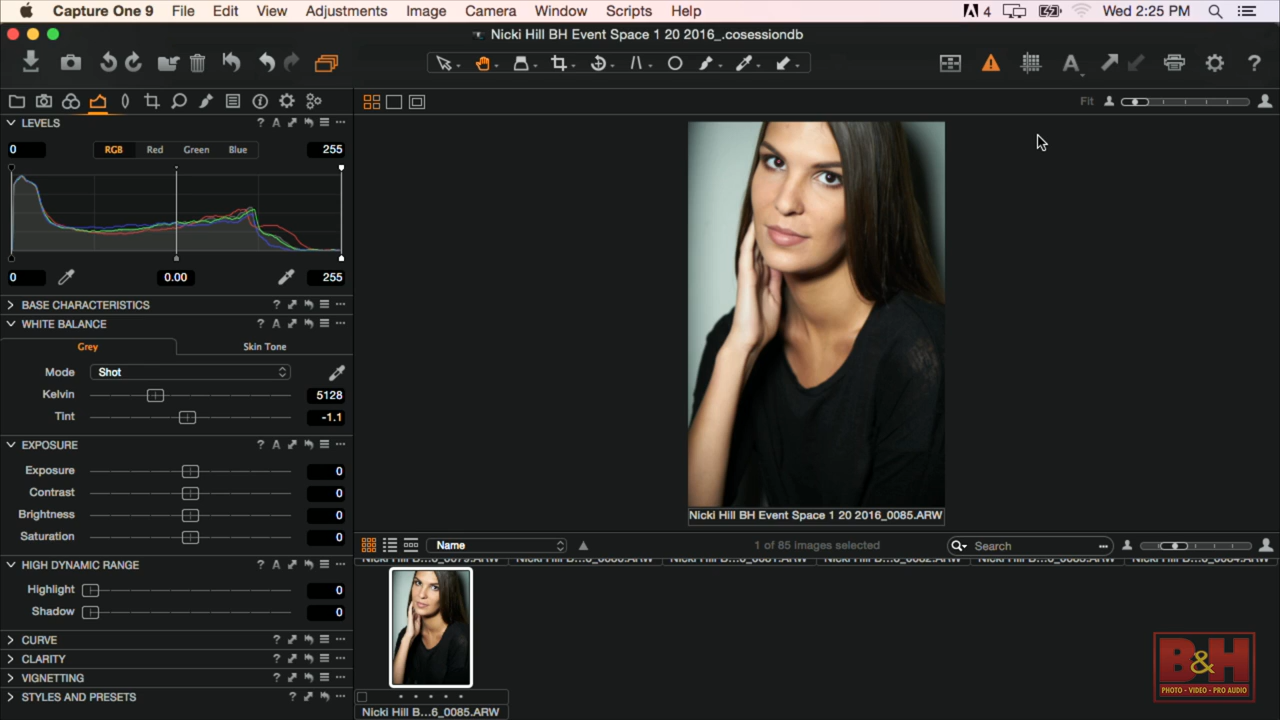 Capture One 9 File Edit View Adjustments Image Camera Window Scripts Help 4 Wed 2:25 PM
Nicki Hill BH Event Space 1 20 2016_.cosessiondb
A ?
Fit
LEVELS ? A
0 RGB Red Green Blue 255
0 0.00 255
BASE CHARACTERISTICS ?
WHITE BALANCE ? A
Grey Skin Tone
Mode Shot
Kelvin 5128
Tint -1.1
EXPOSURE ? A
Exposure 0
Contrast 0
Brightness 0
Saturation 0
HIGH DYNAMIC RANGE ? A
Highlight 0
Shadow 0
CURVE ?
CLARITY ?
VIGNETTING ?
STYLES AND PRESETS ?
Nicki Hill BH Event Space 1 20 2016_0085.ARW
Name 1 of 85 images selected Search
Nicki Hill B...6_0085.ARW
B&H
PHOTO - VIDEO - PRO AUDIO